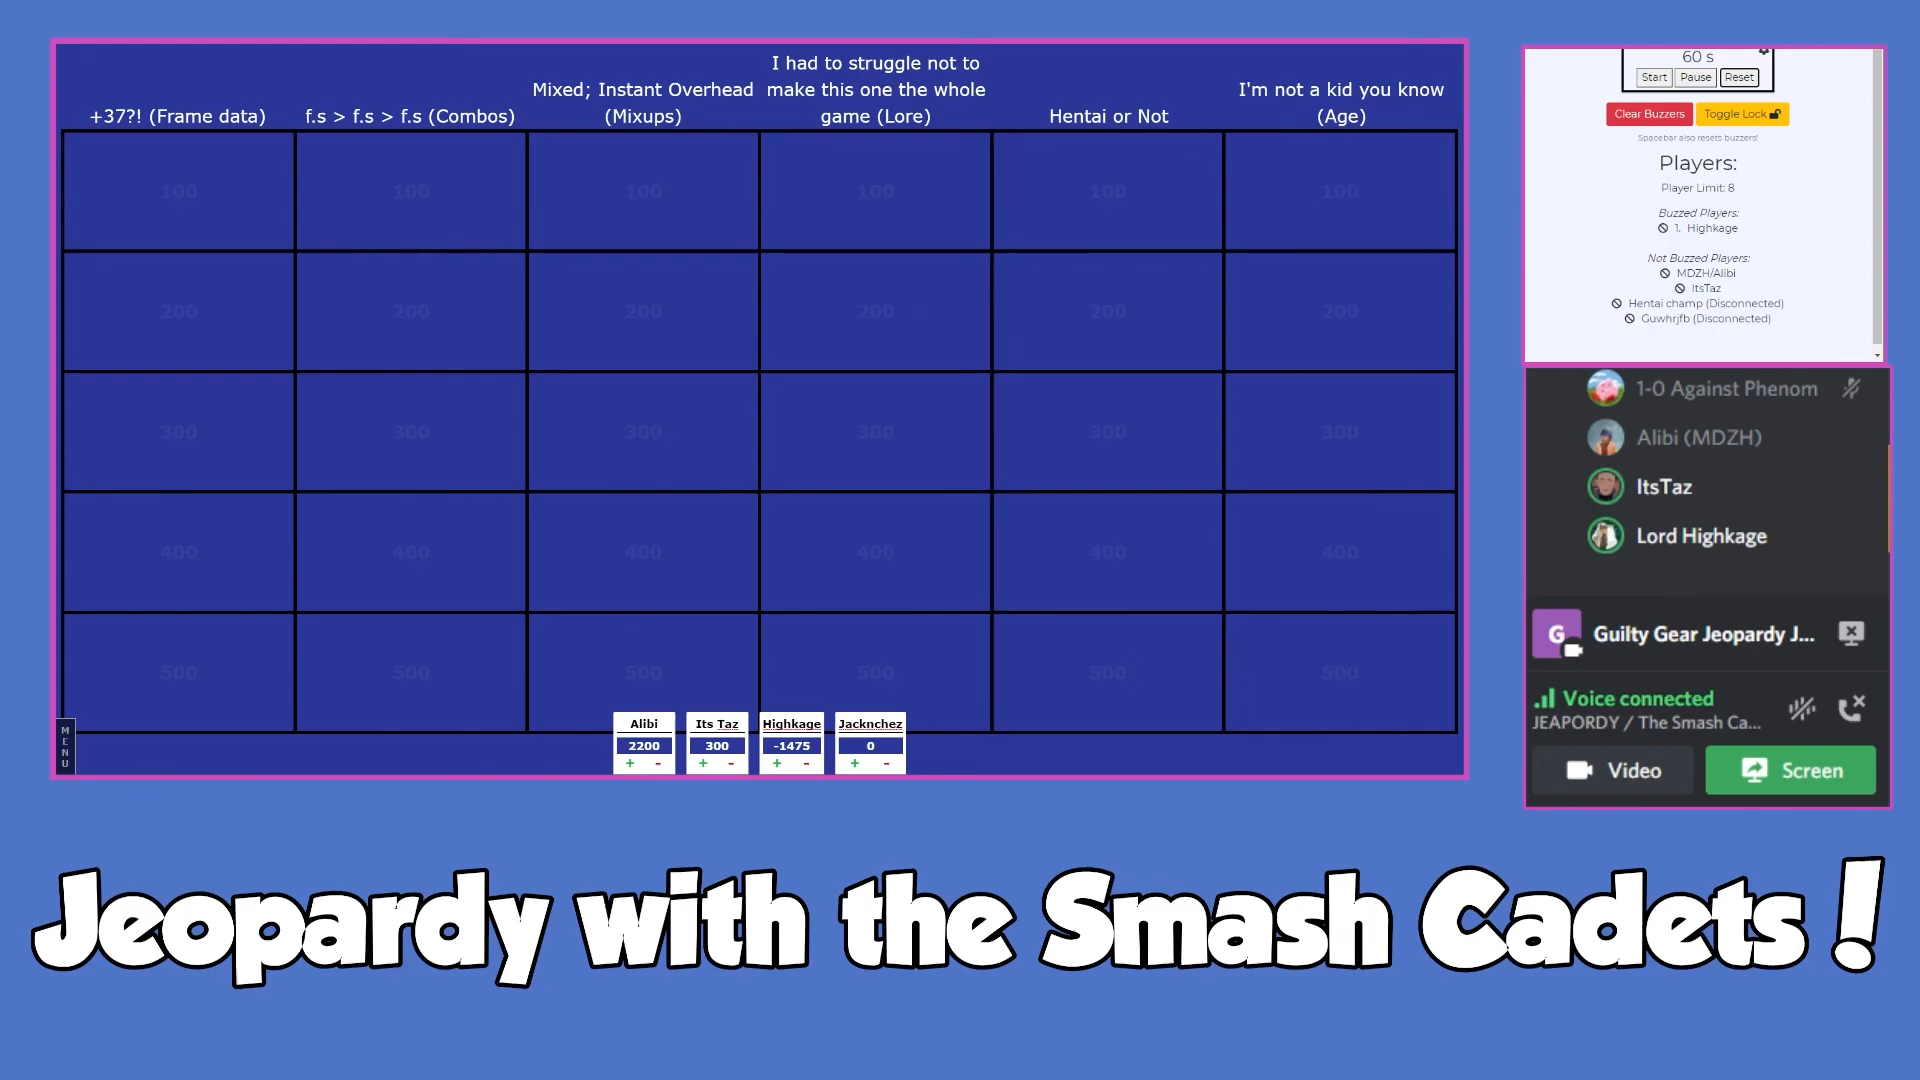 I had to struggle not to
Mixed; Instant Overhead make this one the whole I'm not a kid you know
+37?! (Frame data) f.s > f.s > f.s (Combos) (Mixups) game (Lore) Hentai or Not (Age)
100 100 100 100 100 100
200 200 200 200 200 200
300 300 300 300 300 300
400 400 400 400 400 400
500 500 500 500 500 500
MENU
Alibi Its Taz Highkage Jacknchez
2200 300 -1475 0
+ - + - + - + -
60 s
Start Pause Reset
Clear Buzzers Toggle Lock
Spacebar also resets buzzers!
Players:
Player Limit: 8
Buzzed Players:
1. Highkage
Not Buzzed Players:
MDZH/Alibi
ItsTaz
Hentai champ (Disconnected)
Guwhrjfb (Disconnected)
1-0 Against Phenom
Alibi (MDZH)
ItsTaz
Lord Highkage
G Guilty Gear Jeopardy J...
Voice connected
JEAPORDY / The Smash Ca...
Video Screen
Jeopardy with the Smash Cadets !